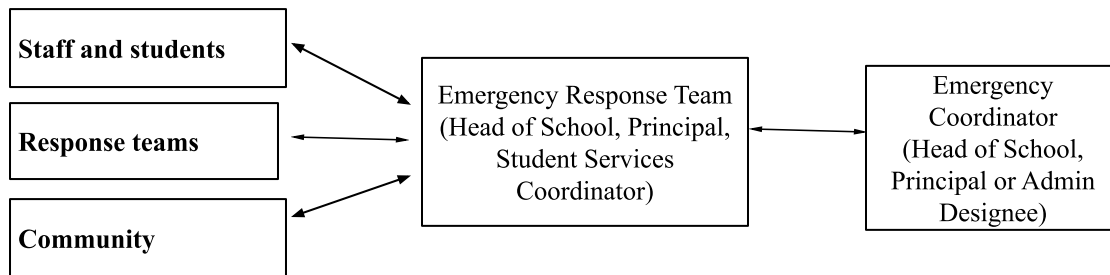 Staff and students
Response teams
Community
Emergency Response Team
(Head of School, Principal,
Student Services
Coordinator)
Emergency
Coordinator
(Head of School,
Principal or Admin
Designee)